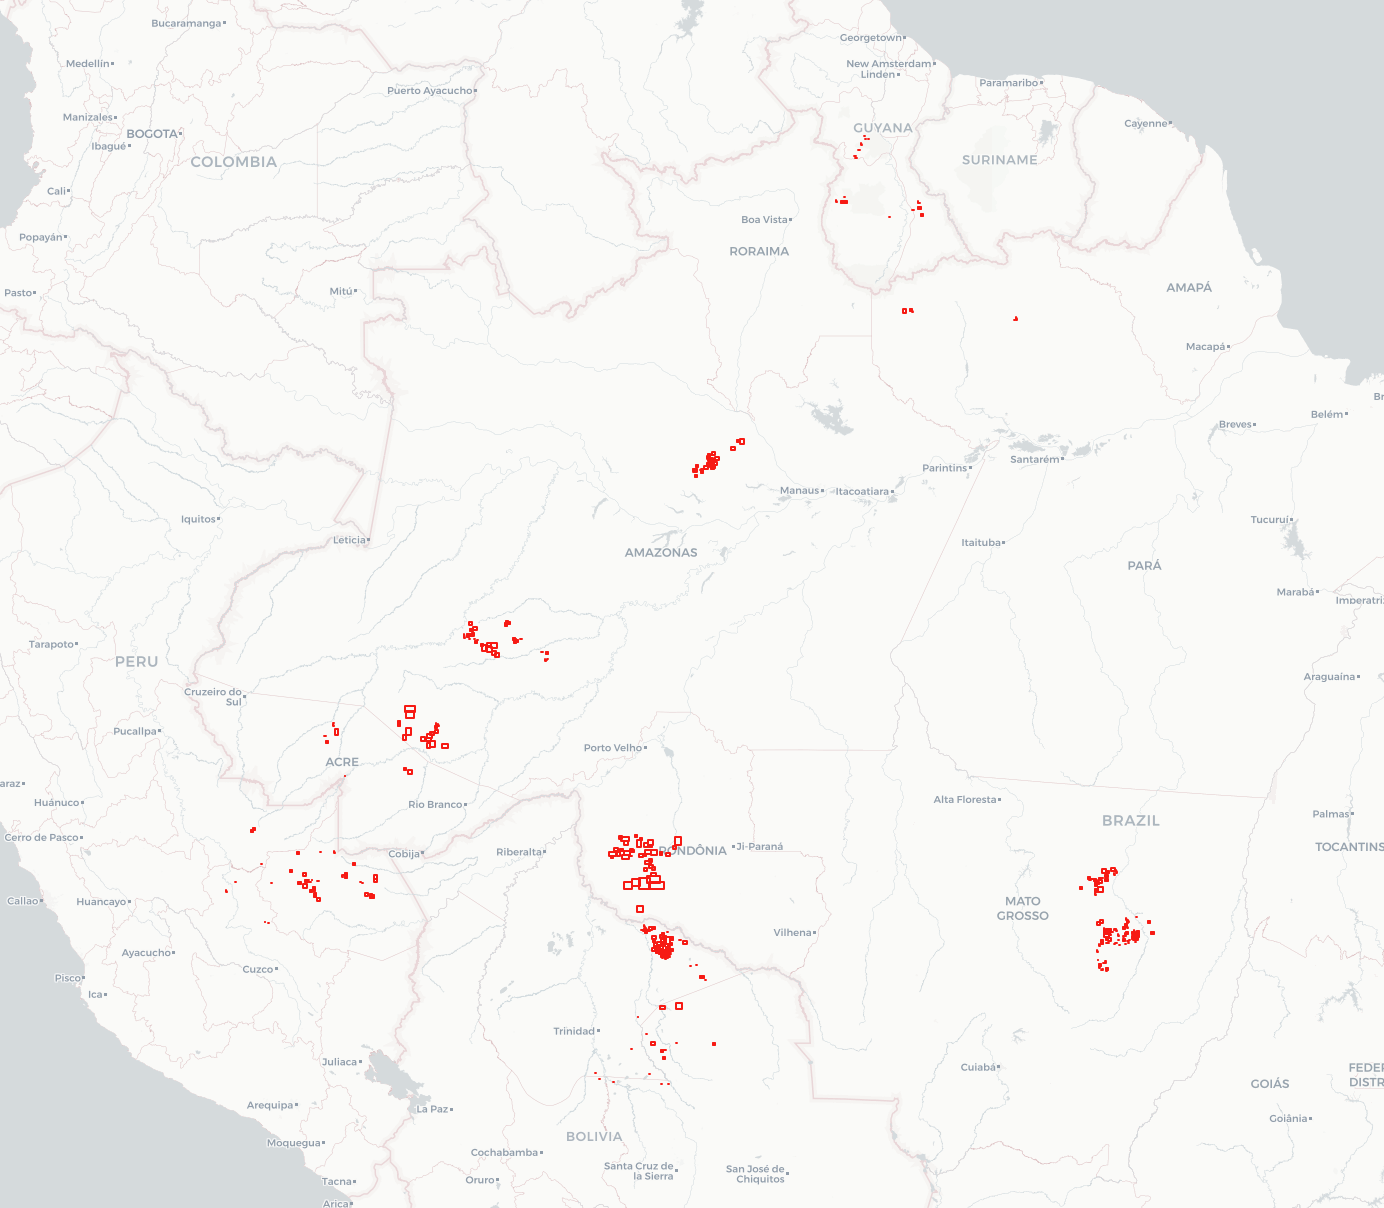 Bucaramanga
Georgetown
Medellín
New Amsterdam
Linden
Paramaribo
Puerto Ayacucho
Manizales
BOGOTA
Ibagué
GUYANA
Cayenne
COLOMBIA
SURINAME
Cali
Boa Vista
Popayán
RORAIMA
Pasto
Mitú
AMAPÁ
Macapá
Belém
Breves
Santarém
Parintins
Manaus
Itacoatiara
Iquitos
Tucuruí
Leticia
Itaituba
AMAZONAS
PARÁ
Marabá
Imperatriz
Tarapoto
PERU
Araguaína
Cruzeiro do
Sul
Pucallpa
Porto Velho
ACRE
araz
Huánuco
Rio Branco
Alta Floresta
Palmas
BRAZIL
Cerro de Pasco
Cobija
Riberalta
RONDÔNIA
Ji-Paraná
TOCANTINS
Callao
Huancayo
MATO
GROSSO
Vilhena
Ayacucho
Cuzco
Pisco
Ica
Trinidad
Juliaca
Cuiabá
FEDER
DISTR
GOIÁS
Arequipa
La Paz
Goiânia
Moquegua
BOLIVIA
Cochabamba
Santa Cruz de
la Sierra
San José de
Chiquitos
Oruro
Tacna
Arica